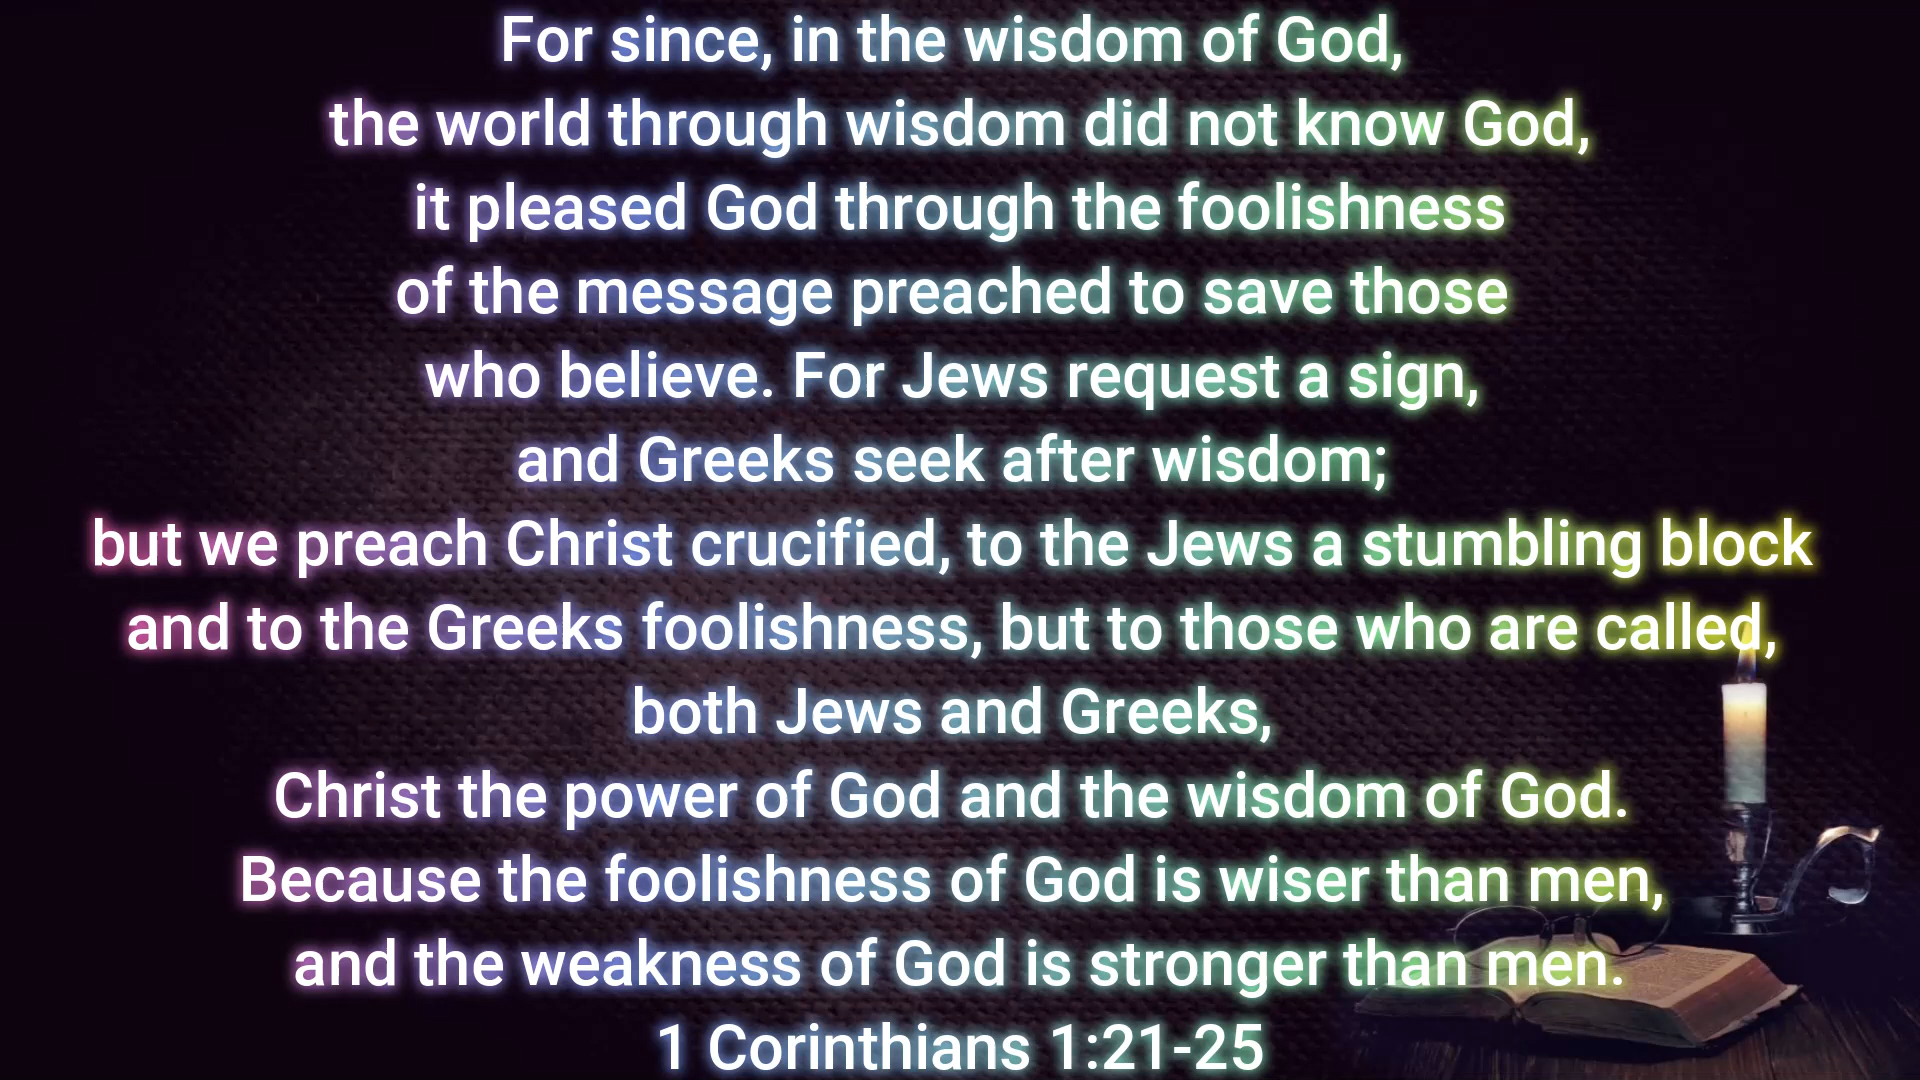 For since, in the wisdom of God,
the world through wisdom did not know God,
it pleased God through the foolishness
of the message preached to save those
who believe. For Jews request a sign,
and Greeks seek after wisdom;
but we preach Christ crucified, to the Jews a stumbling block
and to the Greeks foolishness, but to those who are called,
both Jews and Greeks,
Christ the power of God and the wisdom of God.
Because the foolishness of God is wiser than men,
and the weakness of God is stronger than men.
1 Corinthians 1:21-25